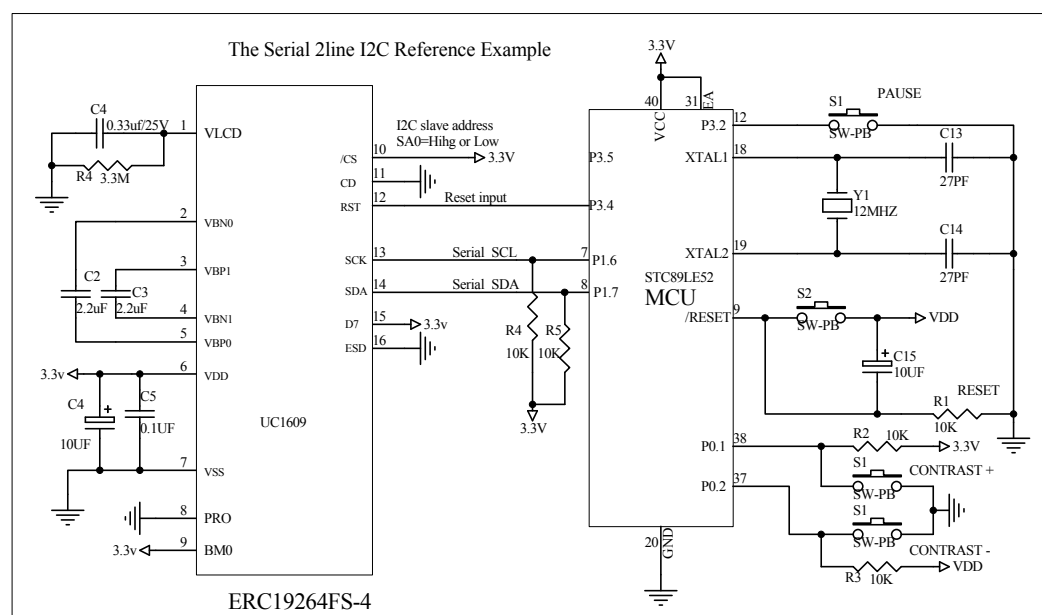 The Serial 2line I2C Reference Example
C4
0.33uf/25V
R4
3.3M
1
VLCD
2
VBN0
3
VBP1
C2
2.2uF
C3
2.2uF
4
VBN1
5
VBP0
3.3v
6
VDD
C4
10UF
C5
0.1UF
UC1609
7
VSS
8
PRO
3.3v
9
BM0
ERC19264FS-4
I2C slave address
SA0=Hihg or Low
/CS
10
3.3V
CD
11
RST
12
Reset input
SCK
13
Serial SCL
SDA
14
Serial SDA
D7
15
3.3v
ESD
16
R4
10K
R5
10K
3.3V
3.3V
40
VCC
31
EA
P3.5
P3.4
7
P1.6
8
P1.7
STC89LE52
MCU
20
GND
P3.2
12
S1
SW-PB
PAUSE
XTAL1
18
C13
27PF
Y1
12MHZ
XTAL2
19
C14
27PF
/RESET
9
S2
SW-PB
VDD
C15
10UF
RESET
R1
10K
P0.1
38
R2
10K
3.3V
S1
SW-PB
CONTRAST +
P0.2
37
S1
SW-PB
CONTRAST -
R3
10K
VDD